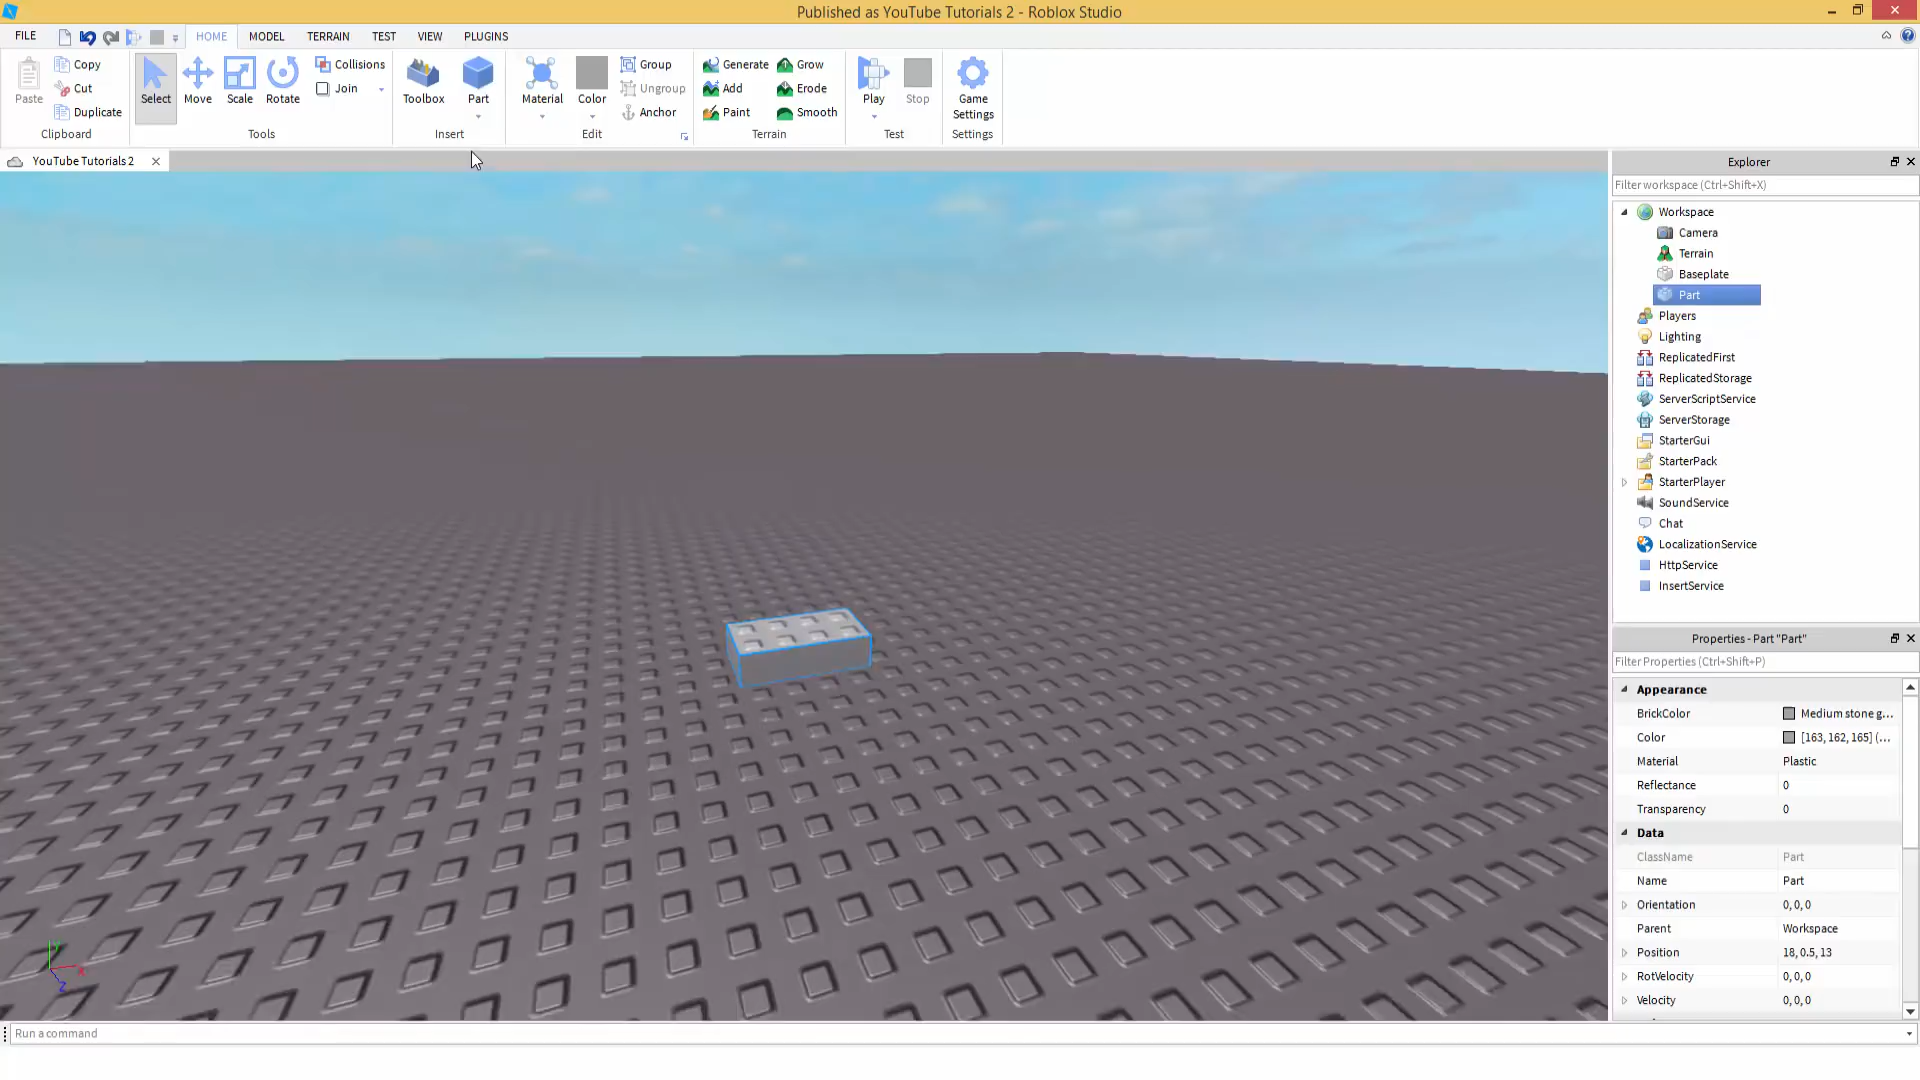 Published as YouTube Tutorials 2 - Roblox Studio
FILE HOME MODEL TERRAIN TEST VIEW PLUGINS
Paste Copy Cut Duplicate Clipboard
Select Move Scale Rotate Collisions Join Tools
Toolbox Part Insert
Material Color Group Ungroup Anchor Edit
Generate Grow Add Erode Paint Smooth Terrain
Play Stop Test
Game Settings Settings
YouTube Tutorials 2
Explorer
Filter workspace (Ctrl+Shift+X)
Workspace
Camera
Terrain
Baseplate
Part
Players
Lighting
ReplicatedFirst
ReplicatedStorage
ServerScriptService
ServerStorage
StarterGui
StarterPack
StarterPlayer
SoundService
Chat
LocalizationService
HttpService
InsertService
Properties - Part "Part"
Filter Properties (Ctrl+Shift+P)
Appearance
BrickColor Medium stone g...
Color [163, 162, 165] (...
Material Plastic
Reflectance 0
Transparency 0
Data
ClassName Part
Name Part
Orientation 0, 0, 0
Parent Workspace
Position 18, 0.5, 13
RotVelocity 0, 0, 0
Velocity 0, 0, 0
Y
X
Z
Run a command